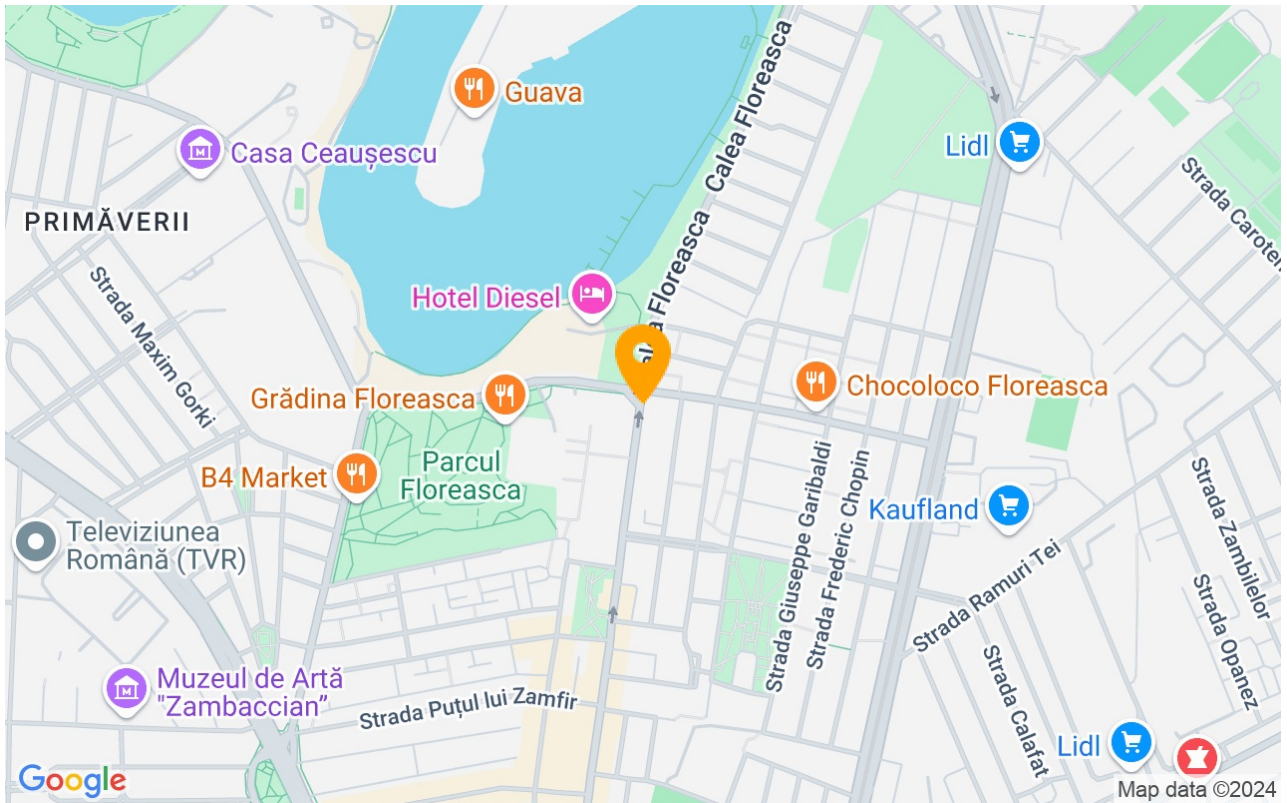 Guava
Casa Ceaușescu
PRIMĂVERII
Calea Floreasca
Floreasca
Lidl
Strada Caroten
Strada Maxim Gorki
Hotel Diesel
Grădina Floreasca
Chocoloco Floreasca
B4 Market
Parcul
Floreasca
Televiziunea
Română (TVR)
Kaufland
Strada Giuseppe Garibaldi
Strada Frederic Chopin
Strada Ramuri Tei
Strada Zambilelor
Strada Opanez
Strada Calafat
Muzeul de Artă
"Zambaccian”
Strada Puțul lui Zamfir
Lidl
Google
Map data ©2024